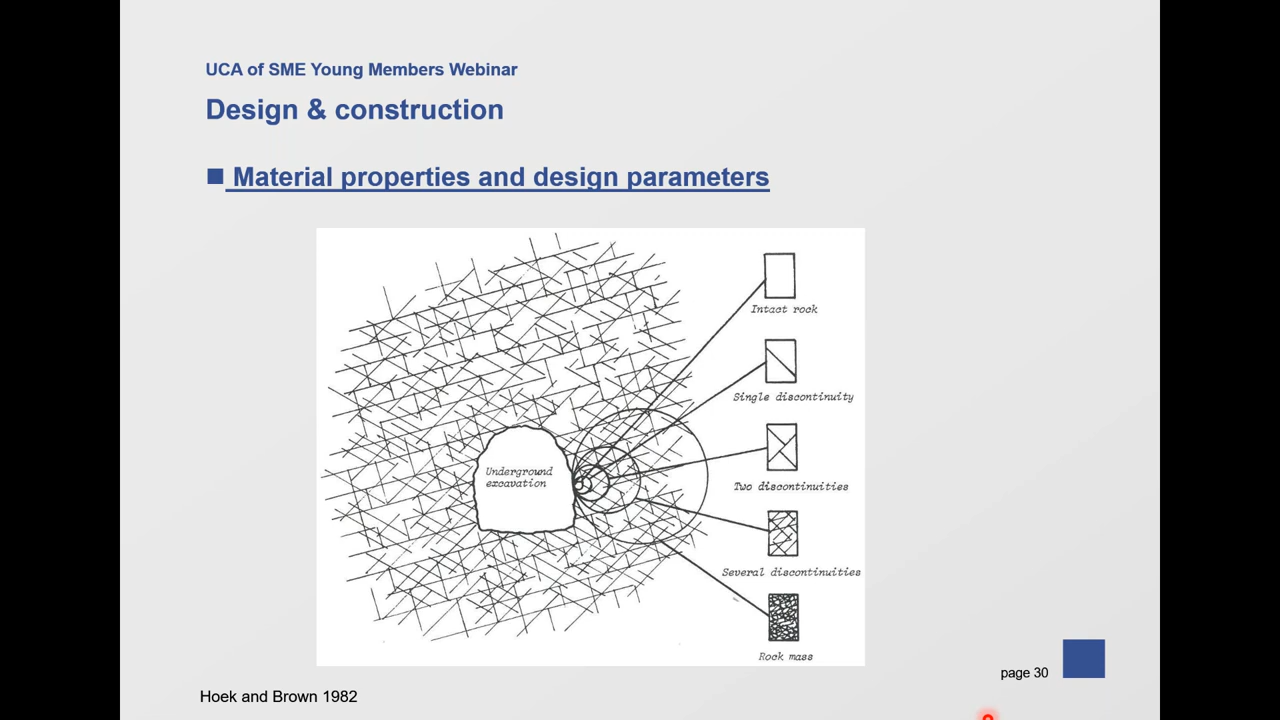 UCA of SME Young Members Webinar
Design & construction
Material properties and design parameters
Intact rock
Single discontinuity
Underground
excavation
Two discontinuities
Several discontinuities
Rock mass
page 30
Hoek and Brown 1982